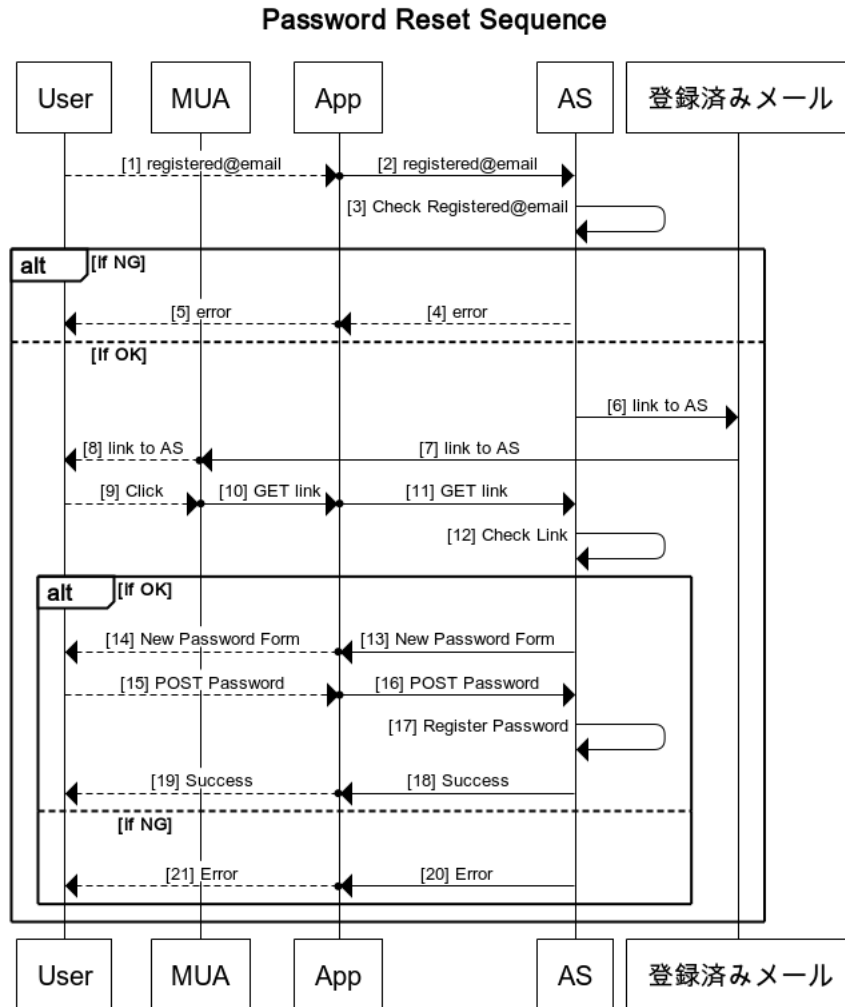 Password Reset Sequence
User MUA App AS 登録済みメール
[1] registered@email [2] registered@email
[3] Check Registered@email
alt [If NG]
[5] error [4] error
[If OK]
[6] link to AS
[8] link to AS [7] link to AS
[9] Click [10] GET link [11] GET link
[12] Check Link
alt [If OK]
[14] New Password Form [13] New Password Form
[15] POST Password [16] POST Password
[17] Register Password
[19] Success [18] Success
[If NG]
[21] Error [20] Error
User MUA App AS 登録済みメール